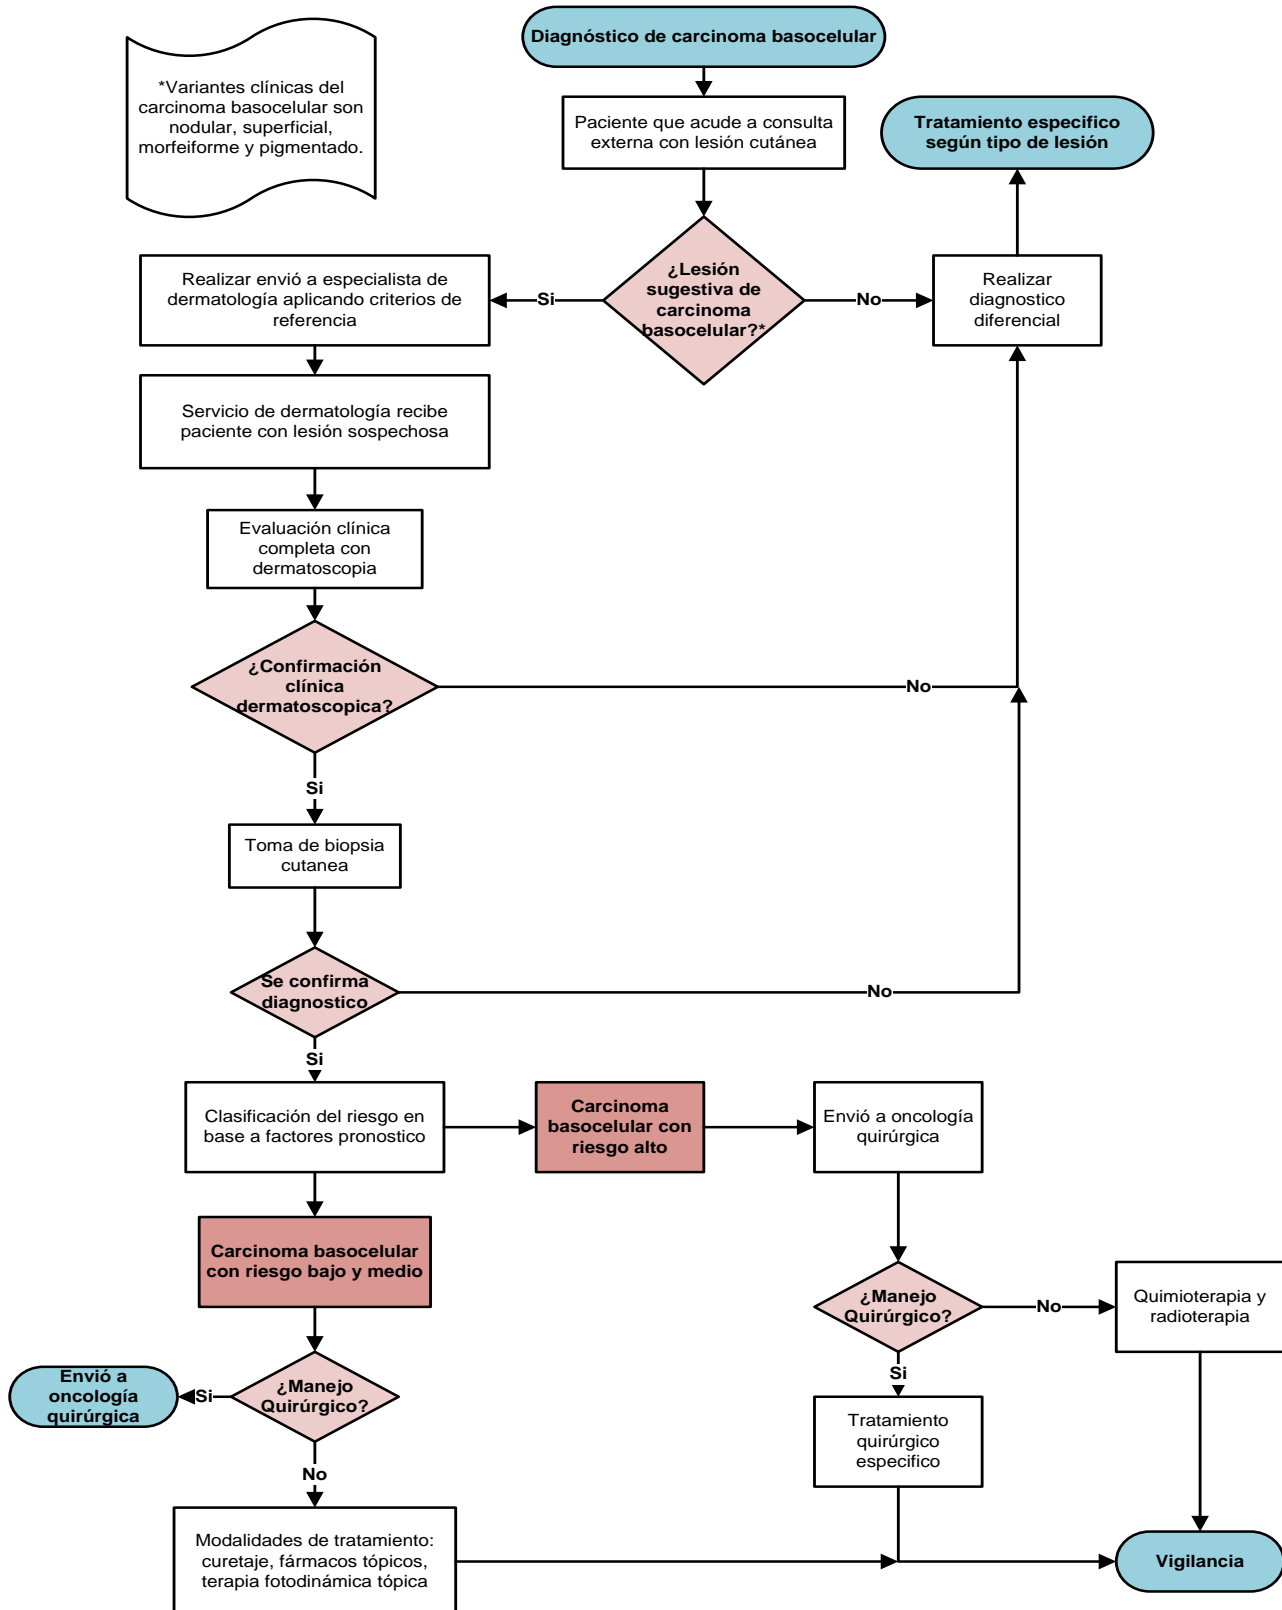 Diagnóstico de carcinoma basocelular
*Variantes clínicas del
carcinoma basocelular son
nodular, superficial,
morfeiforme y pigmentado.
Paciente que acude a consulta
externa con lesión cutánea
Tratamiento especifico
según tipo de lesión
¿Lesión
sugestiva de
carcinoma
basocelular?*
Si
No
Realizar envió a especialista de
dermatología aplicando criterios de
referencia
Realizar
diagnostico
diferencial
Servicio de dermatología recibe
paciente con lesión sospechosa
Evaluación clínica
completa con
dermatoscopia
¿Confirmación
clínica
dermatoscopica?
No
Si
Toma de biopsia
cutanea
Se confirma
diagnostico
No
Si
Clasificación del riesgo en
base a factores pronostico
Carcinoma
basocelular con
riesgo alto
Envió a oncología
quirúrgica
Carcinoma basocelular
con riesgo bajo y medio
¿Manejo
Quirúrgico?
No
Quimioterapia y
radioterapia
Si
Envió a
oncología
quirúrgica
Si
¿Manejo
Quirúrgico?
Tratamiento
quirúrgico
especifico
No
Modalidades de tratamiento:
curetaje, fármacos tópicos,
terapia fotodinámica tópica
Vigilancia